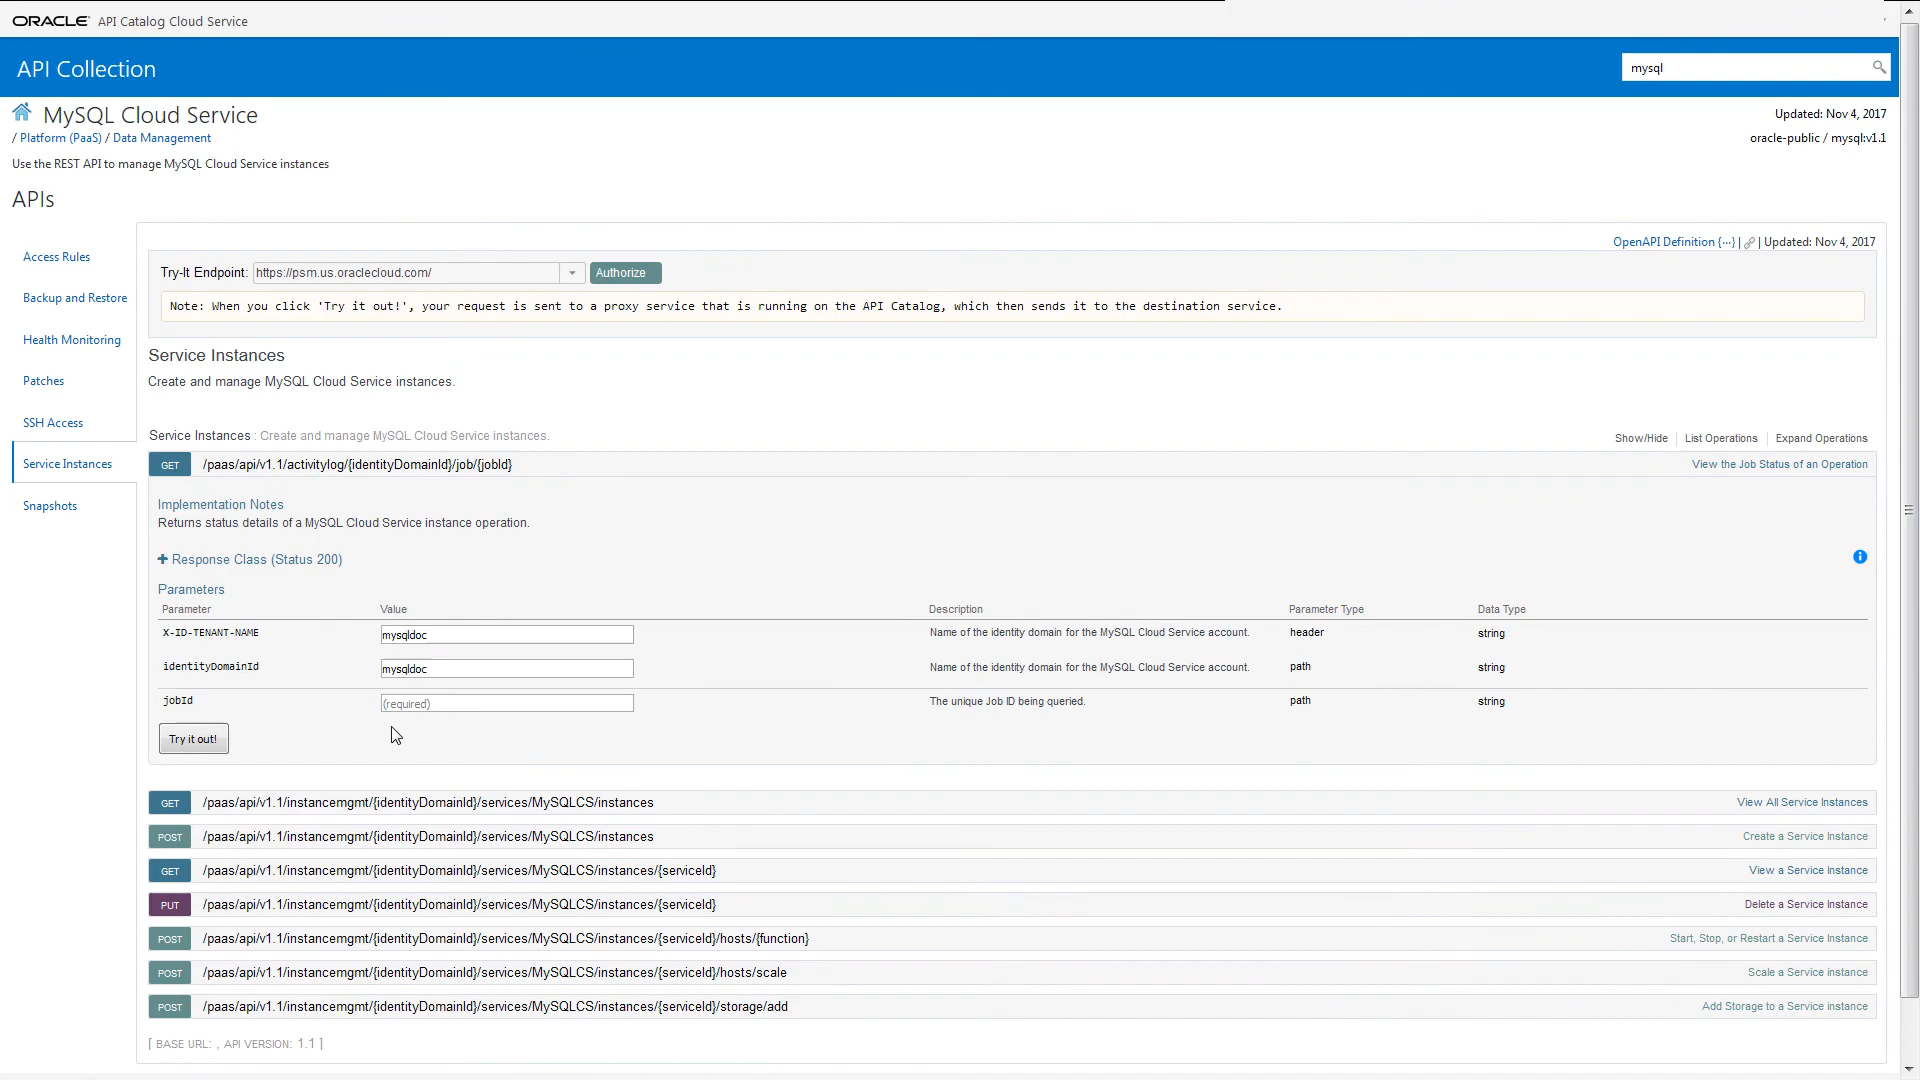 ORACLE® API Catalog Cloud Service
API Collection
mysql
MySQL Cloud Service
Updated: Nov 4, 2017
/ Platform (PaaS) / Data Management
oracle-public / mysql:v1.1
Use the REST API to manage MySQL Cloud Service instances
APIs
Access Rules
Backup and Restore
Health Monitoring
Patches
SSH Access
Service Instances
Snapshots
OpenAPI Definition {···} | | Updated: Nov 4, 2017
Try-It Endpoint: https://psm.us.oraclecloud.com/ Authorize
Note: When you click 'Try it out!', your request is sent to a proxy service that is running on the API Catalog, which then sends it to the destination service.
Service Instances
Create and manage MySQL Cloud Service instances.
Service Instances : Create and manage MySQL Cloud Service instances.
Show/Hide | List Operations | Expand Operations
GET /paas/api/v1.1/activitylog/{identityDomainId}/job/{jobId} View the Job Status of an Operation
Implementation Notes
Returns status details of a MySQL Cloud Service instance operation.
Response Class (Status 200)
Parameters
Parameter Value Description Parameter Type Data Type
X-ID-TENANT-NAME mysqldoc Name of the identity domain for the MySQL Cloud Service account. header string
identityDomainId mysqldoc Name of the identity domain for the MySQL Cloud Service account. path string
jobId (required) The unique Job ID being queried. path string
Try it out!
GET /paas/api/v1.1/instancemgmt/{identityDomainId}/services/MySQLCS/instances View All Service Instances
POST /paas/api/v1.1/instancemgmt/{identityDomainId}/services/MySQLCS/instances Create a Service Instance
GET /paas/api/v1.1/instancemgmt/{identityDomainId}/services/MySQLCS/instances/{serviceId} View a Service Instance
PUT /paas/api/v1.1/instancemgmt/{identityDomainId}/services/MySQLCS/instances/{serviceId} Delete a Service Instance
POST /paas/api/v1.1/instancemgmt/{identityDomainId}/services/MySQLCS/instances/{serviceId}/hosts/{function} Start, Stop, or Restart a Service Instance
POST /paas/api/v1.1/instancemgmt/{identityDomainId}/services/MySQLCS/instances/{serviceId}/hosts/scale Scale a Service instance
POST /paas/api/v1.1/instancemgmt/{identityDomainId}/services/MySQLCS/instances/{serviceId}/storage/add Add Storage to a Service instance
[ BASE URL: , API VERSION: 1.1 ]